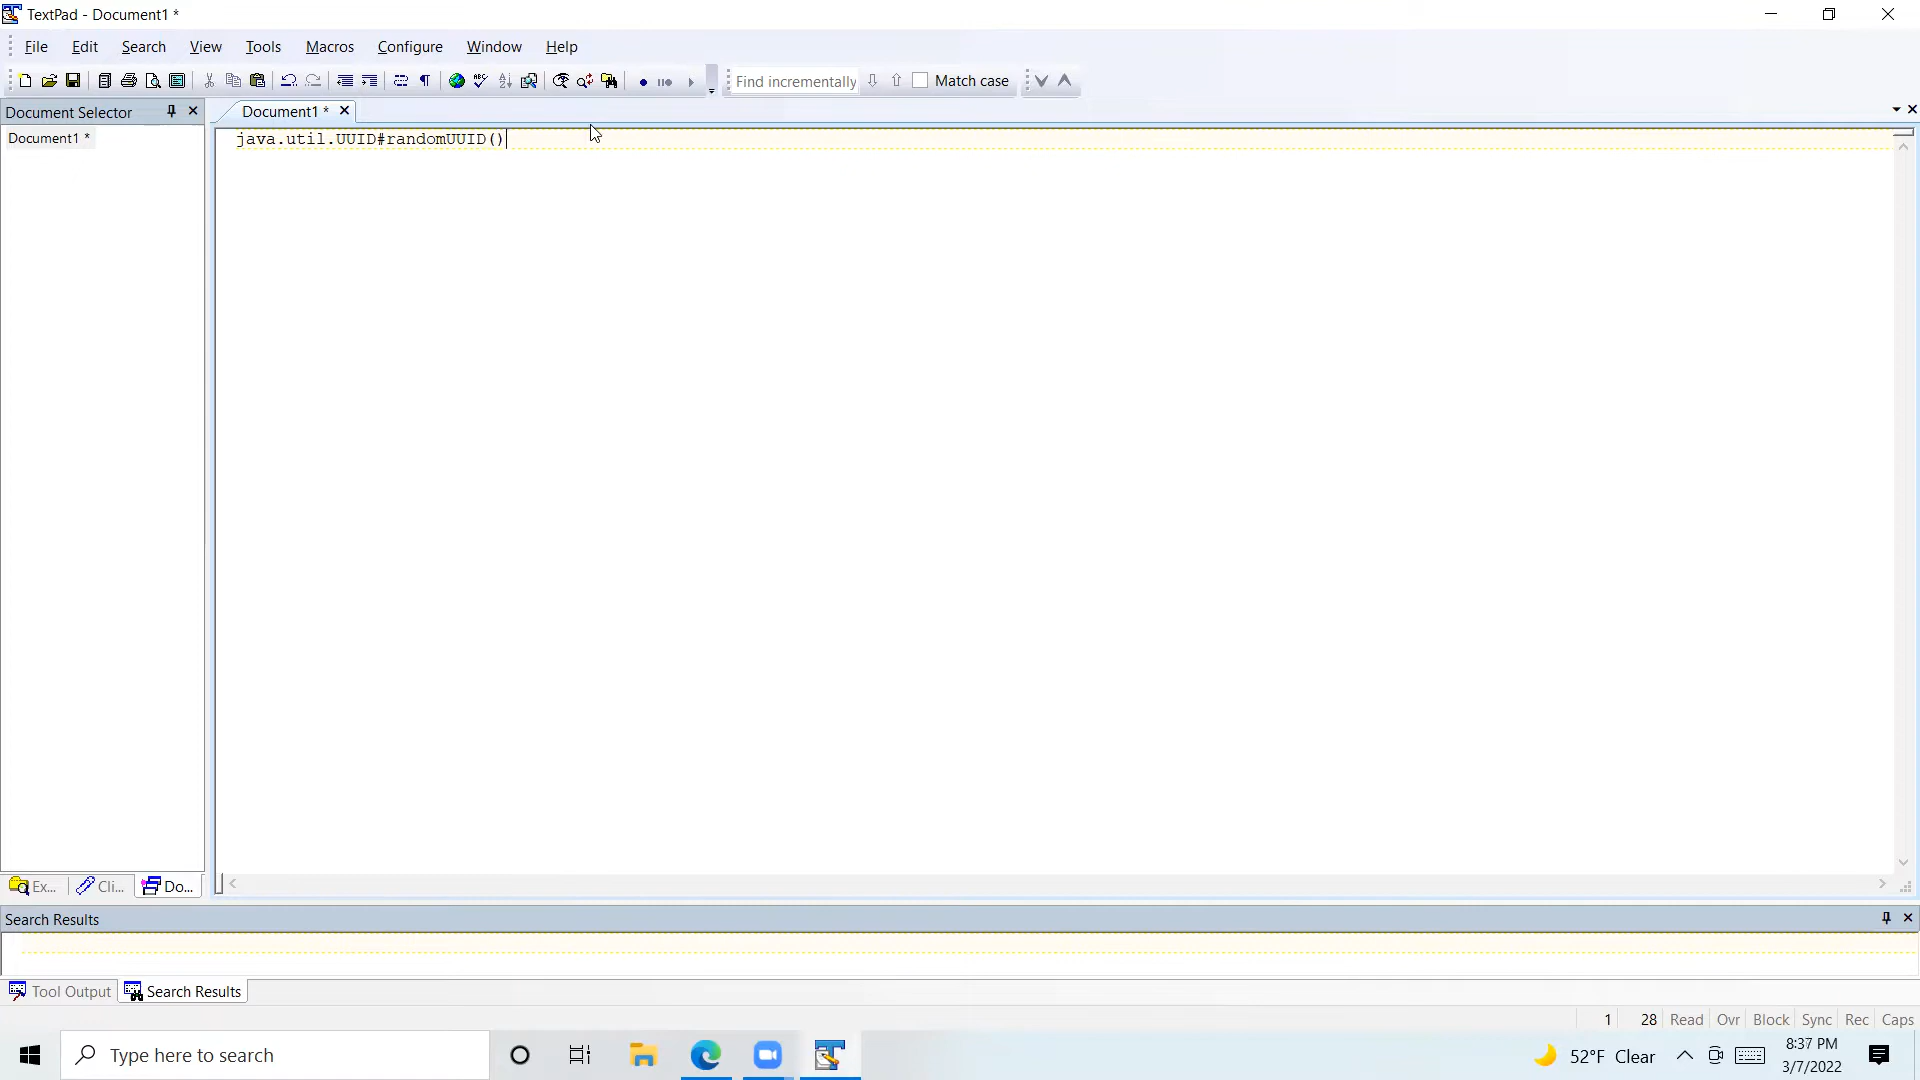 TextPad - Document1 *
File Edit Search View Tools Macros Configure Window Help
Find incrementally Match case
Document Selector
Document1 *
Document1 *
java.util.UUID#randomUUID()
Ex... Cli... Do...
Search Results
Tool Output Search Results
1 28 Read Ovr Block Sync Rec Caps
Type here to search
52°F Clear
8:37 PM
3/7/2022